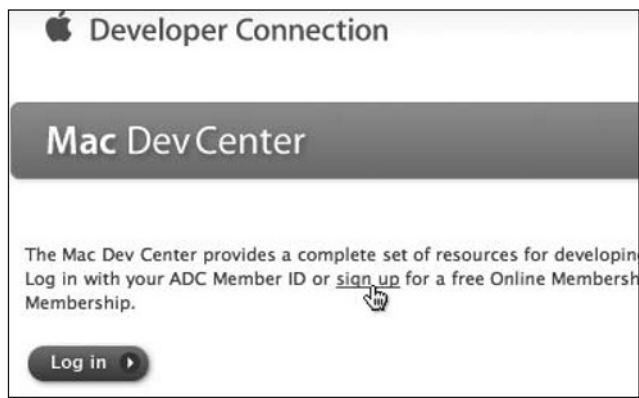 Developer Connection
Mac Dev Center
The Mac Dev Center provides a complete set of resources for developing
Log in with your ADC Member ID or sign up for a free Online Membersh
Membership.
Log in